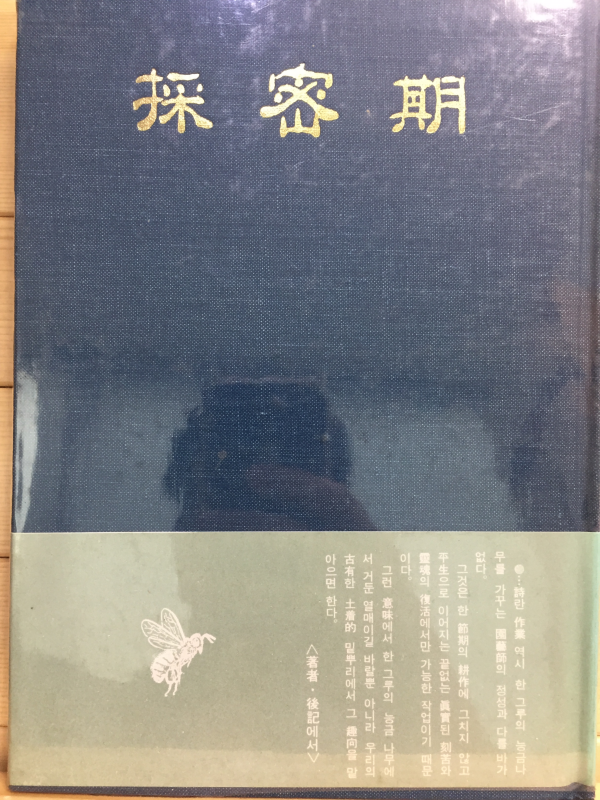 採密期
●…詩란 作業 역시 한 그루의 능금나
무를 가꾸는 園藝師의 정성과 다를바가
없다.
그것은 한 節期의 耕作에 그치지 않고
平生으로 이어지는 끝없는 眞實된 刻苦와
靈魂의 復活에서만 가능한 작업이기 때문
이다.
그런 意味에서 한 그루의 능금 나무에
서 거둔 열매이길 바랄뿐 아니라 우리의
古有한 土着的 밑뿌리에서 그 趣向을 맡
아으면 한다.
〈著者·後記에서〉